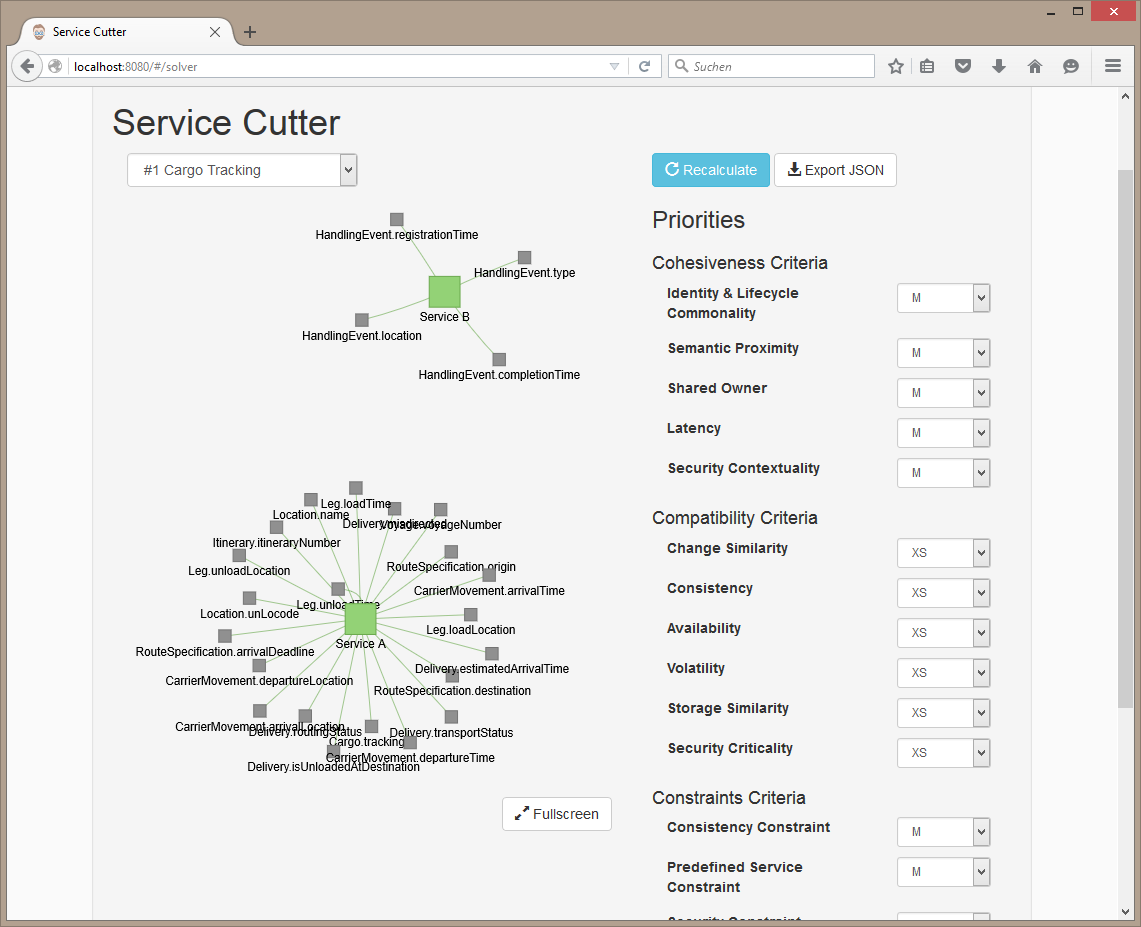 Service Cutter
localhost:8080/#/solver
Suchen
Service Cutter
#1 Cargo Tracking
Recalculate
Export JSON
HandlingEvent.registrationTime
HandlingEvent.type
Service B
HandlingEvent.location
HandlingEvent.completionTime
Leg.loadTime
Location.name
Delivery.misdirected
Voyage.voyageNumber
Itinerary.itineraryNumber
RouteSpecification.origin
Leg.unloadLocation
CarrierMovement.arrivalTime
Leg.unloadTime
Location.unLocode
Leg.loadLocation
Service A
RouteSpecification.arrivalDeadline
Delivery.estimatedArrivalTime
CarrierMovement.departureLocation
RouteSpecification.destination
CarrierMovement.arrivalLocation
Delivery.routingStatus
Delivery.transportStatus
Cargo.tracking
CarrierMovement.departureTime
Delivery.isUnloadedAtDestination
Fullscreen
Priorities
Cohesiveness Criteria
Identity & Lifecycle
Commonality
M
Semantic Proximity
M
Shared Owner
M
Latency
M
Security Contextuality
M
Compatibility Criteria
Change Similarity
XS
Consistency
XS
Availability
XS
Volatility
XS
Storage Similarity
XS
Security Criticality
XS
Constraints Criteria
Consistency Constraint
M
Predefined Service
Constraint
M
Security Constraint